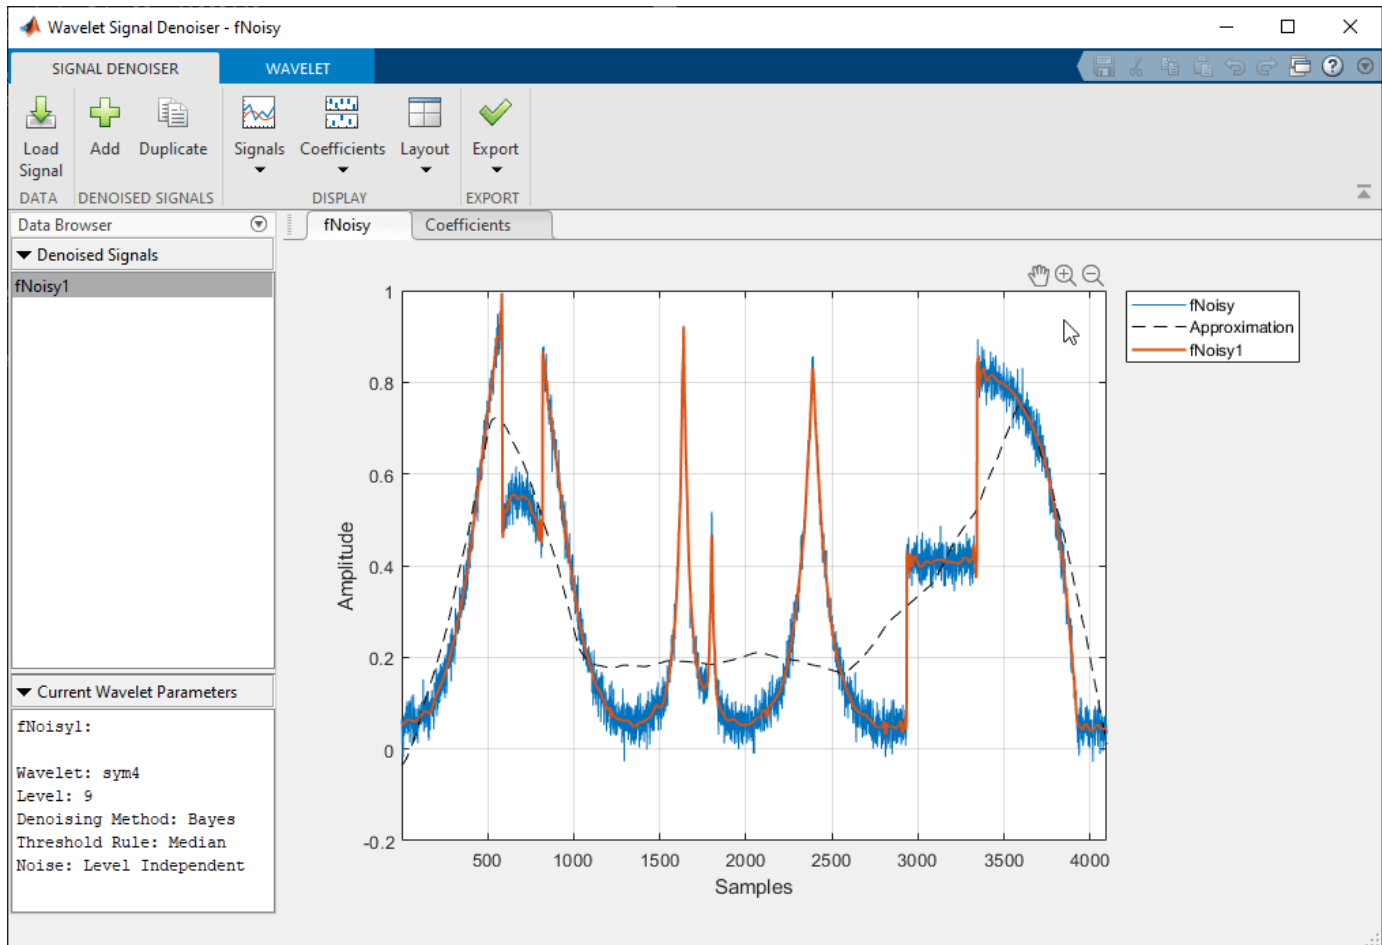 Wavelet Signal Denoiser - fNoisy
SIGNAL DENOISER
WAVELET
Load
Signal
Add
Duplicate
Signals
Coefficients
Layout
Export
DATA
DENOISED SIGNALS
DISPLAY
EXPORT
Data Browser
fNoisy
Coefficients
Denoised Signals
fNoisy1
fNoisy
Approximation
fNoisy1
1
0.8
0.6
0.4
0.2
0
-0.2
Amplitude
500
1000
1500
2000
2500
3000
3500
4000
Samples
Current Wavelet Parameters
fNoisy1:
Wavelet: sym4
Level: 9
Denoising Method: Bayes
Threshold Rule: Median
Noise: Level Independent